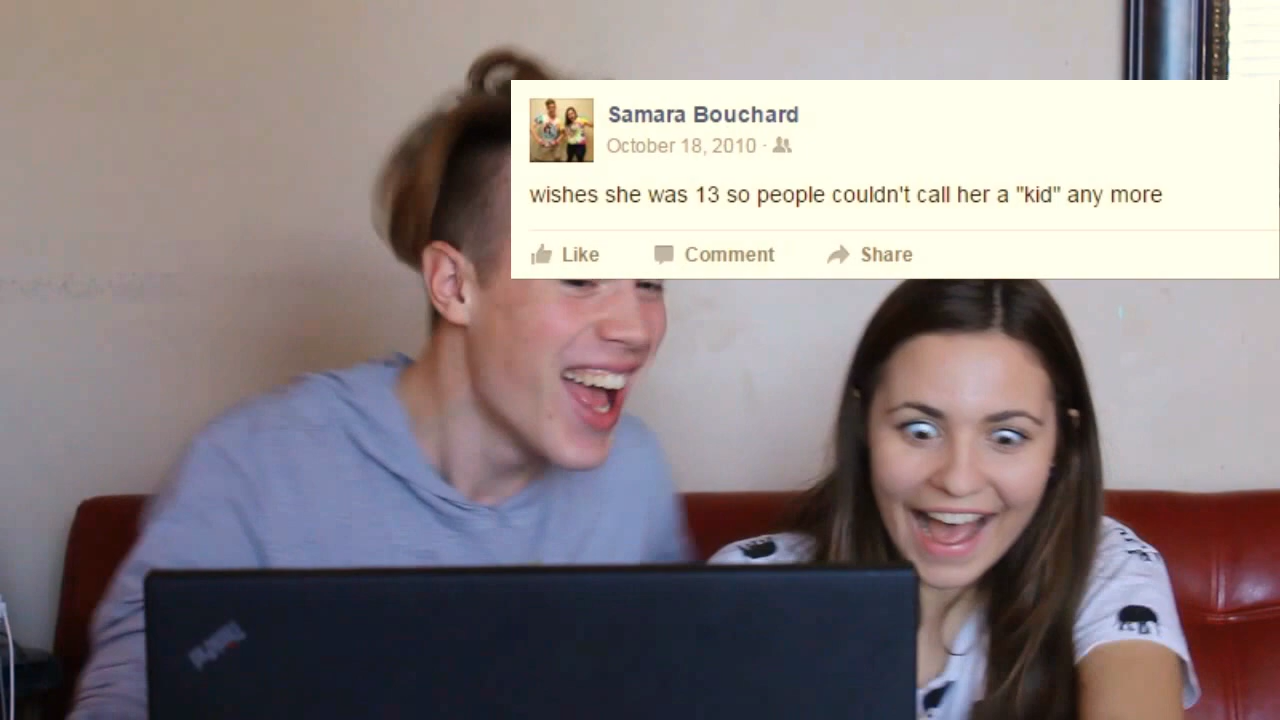 Samara Bouchard
October 18, 2010 ·
wishes she was 13 so people couldn't call her a "kid" any more
Like Comment Share